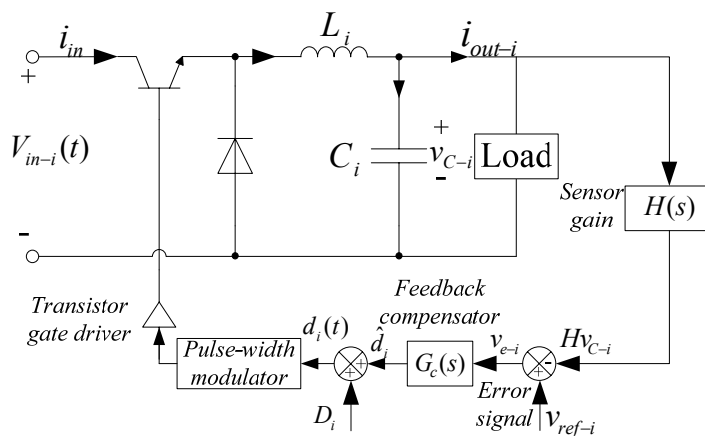 i_in
L_i
i_out-i
+
V_in-i(t)
C_i
+
v_C-i
-
Load
-
Sensor
gain
H(s)
Transistor
gate driver
Pulse-width
modulator
d_i(t)
+
+
d̂_i
Feedback
compensator
G_c(s)
v_e-i
-
+
Hv_C-i
Error
signal
D_i
v_ref-i